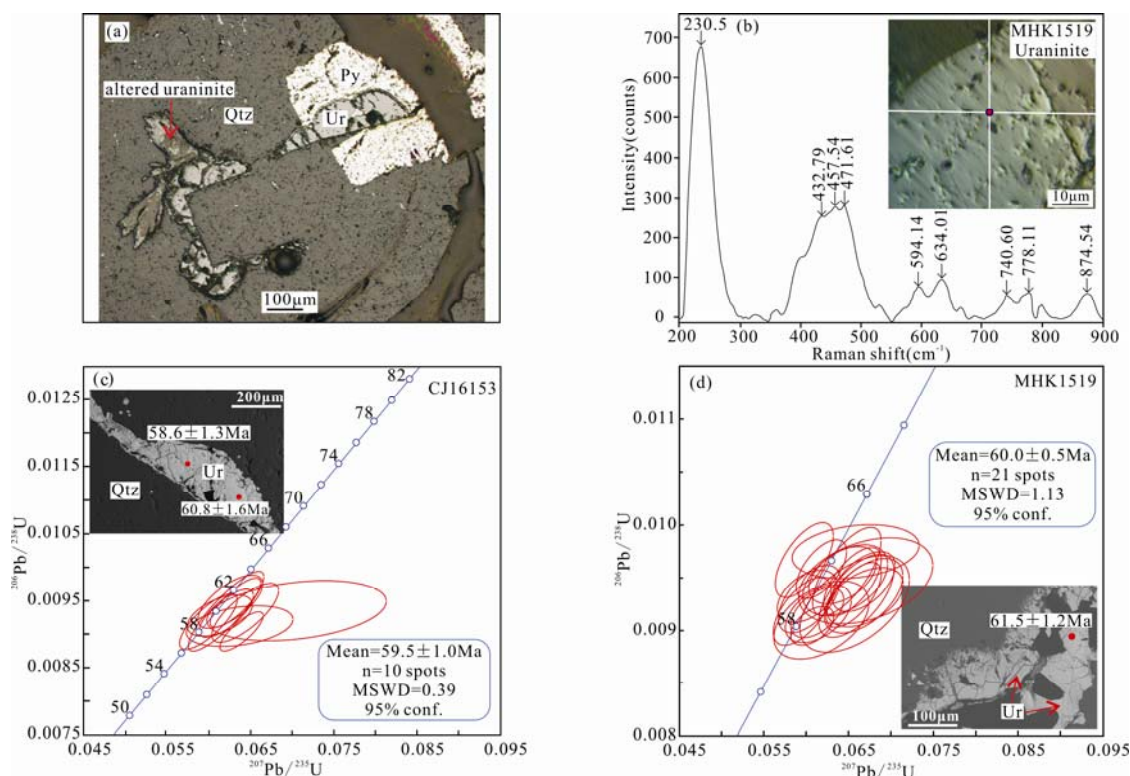 (a)
altered uraninite
Qtz
Py
Ur
100μm
(b)
230.5
432.79
457.54
471.61
594.14
634.01
740.60
778.11
874.54
MHK1519
Uraninite
10μm
Intensity(counts)
700
600
500
400
300
200
100
0
200 300 400 500 600 700 800 900
Raman shift(cm⁻¹)
(c)
CJ16153
200μm
58.6±1.3Ma
Ur
Qtz
60.8±1.6Ma
82
78
74
70
66
62
58
54
50
Mean=59.5±1.0Ma
n=10 spots
MSWD=0.39
95% conf.
²⁰⁶Pb/²³⁸U
0.0125
0.0115
0.0105
0.0095
0.0085
0.0075
0.045 0.055 0.065 0.075 0.085 0.095
²⁰⁷Pb/²³⁵U
(d)
MHK1519
Mean=60.0±0.5Ma
n=21 spots
MSWD=1.13
95% conf.
66
58
Qtz
61.5±1.2Ma
Ur
100μm
²⁰⁶Pb/²³⁸U
0.011
0.010
0.009
0.008
0.045 0.055 0.065 0.075 0.085 0.095
²⁰⁷Pb/²³⁵U